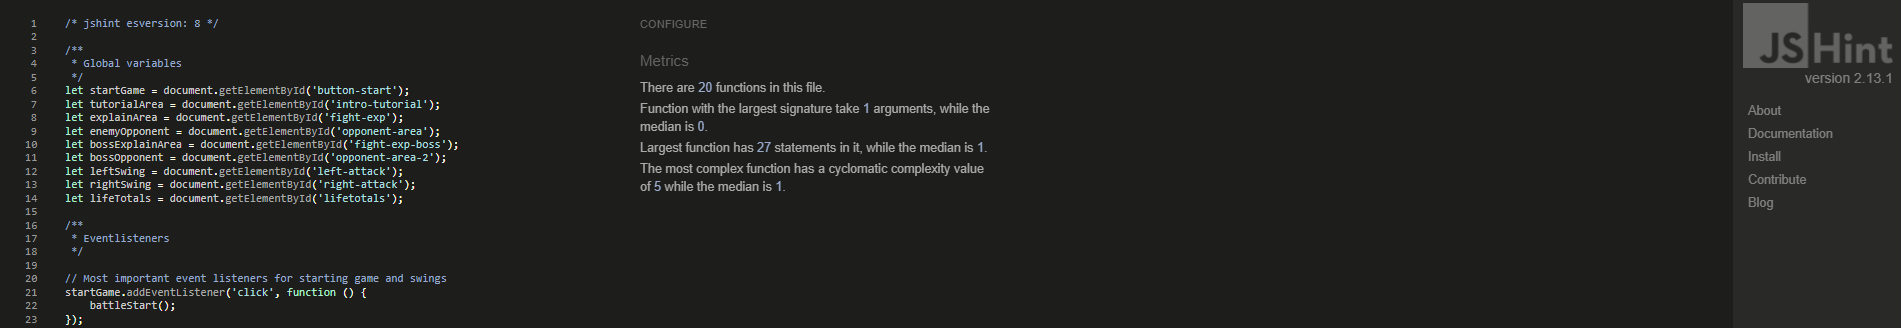 1 /* jshint esversion: 8 */
2
3 /**
4 * Global variables
5 */
6 let startGame = document.getElementById('button-start');
7 let tutorialArea = document.getElementById('intro-tutorial');
8 let explainArea = document.getElementById('fight-exp');
9 let enemyOpponent = document.getElementById('opponent-area');
10 let bossExplainArea = document.getElementById('fight-exp-boss');
11 let bossOpponent = document.getElementById('opponent-area-2');
12 let leftSwing = document.getElementById('left-attack');
13 let rightSwing = document.getElementById('right-attack');
14 let lifeTotals = document.getElementById('lifetotals');
15
16 /**
17 * Eventlisteners
18 */
19
20 // Most important event listeners for starting game and swings
21 startGame.addEventListener('click', function () {
22 battleStart();
23 });
CONFIGURE
Metrics
There are 20 functions in this file.
Function with the largest signature take 1 arguments, while the
median is 0.
Largest function has 27 statements in it, while the median is 1.
The most complex function has a cyclomatic complexity value
of 5 while the median is 1.
JSHint
version 2.13.1
About
Documentation
Install
Contribute
Blog